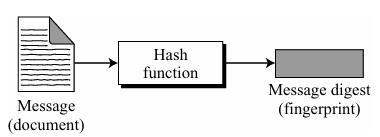 Hash
function
Message
(document)
Message digest
(fingerprint)